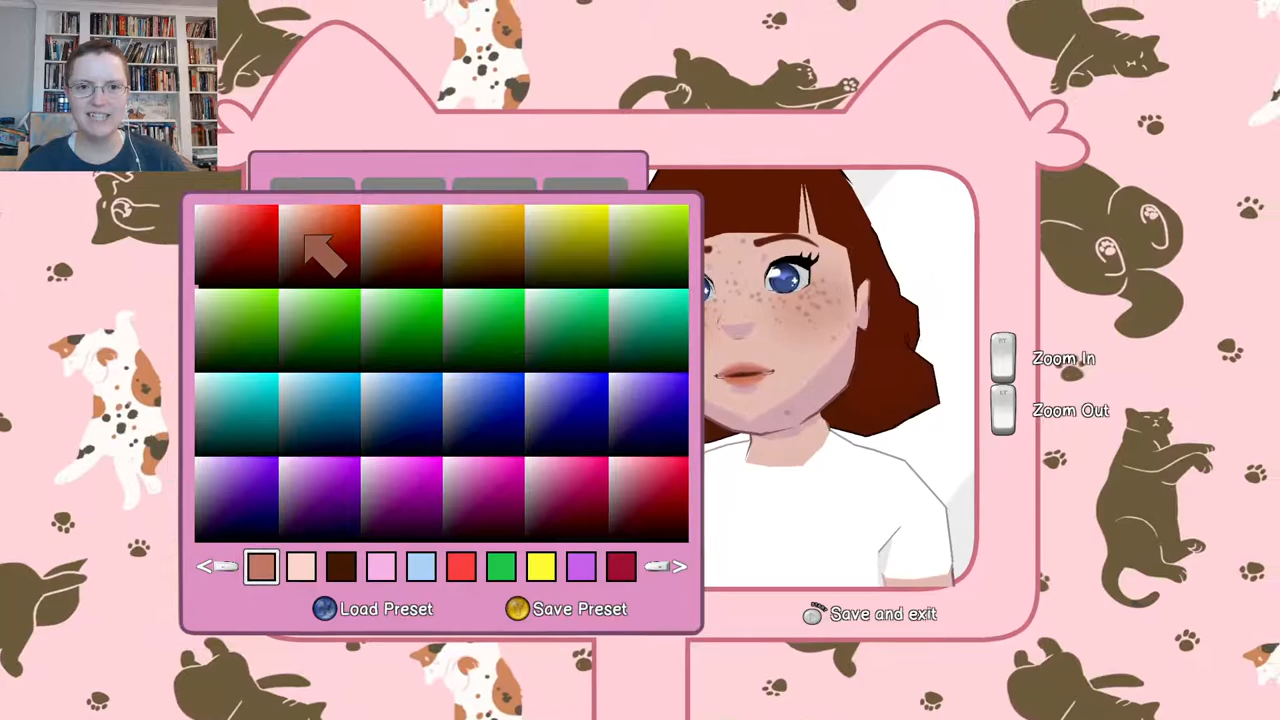 Zoom In
Zoom Out
Load Preset
Save Preset
Save and exit